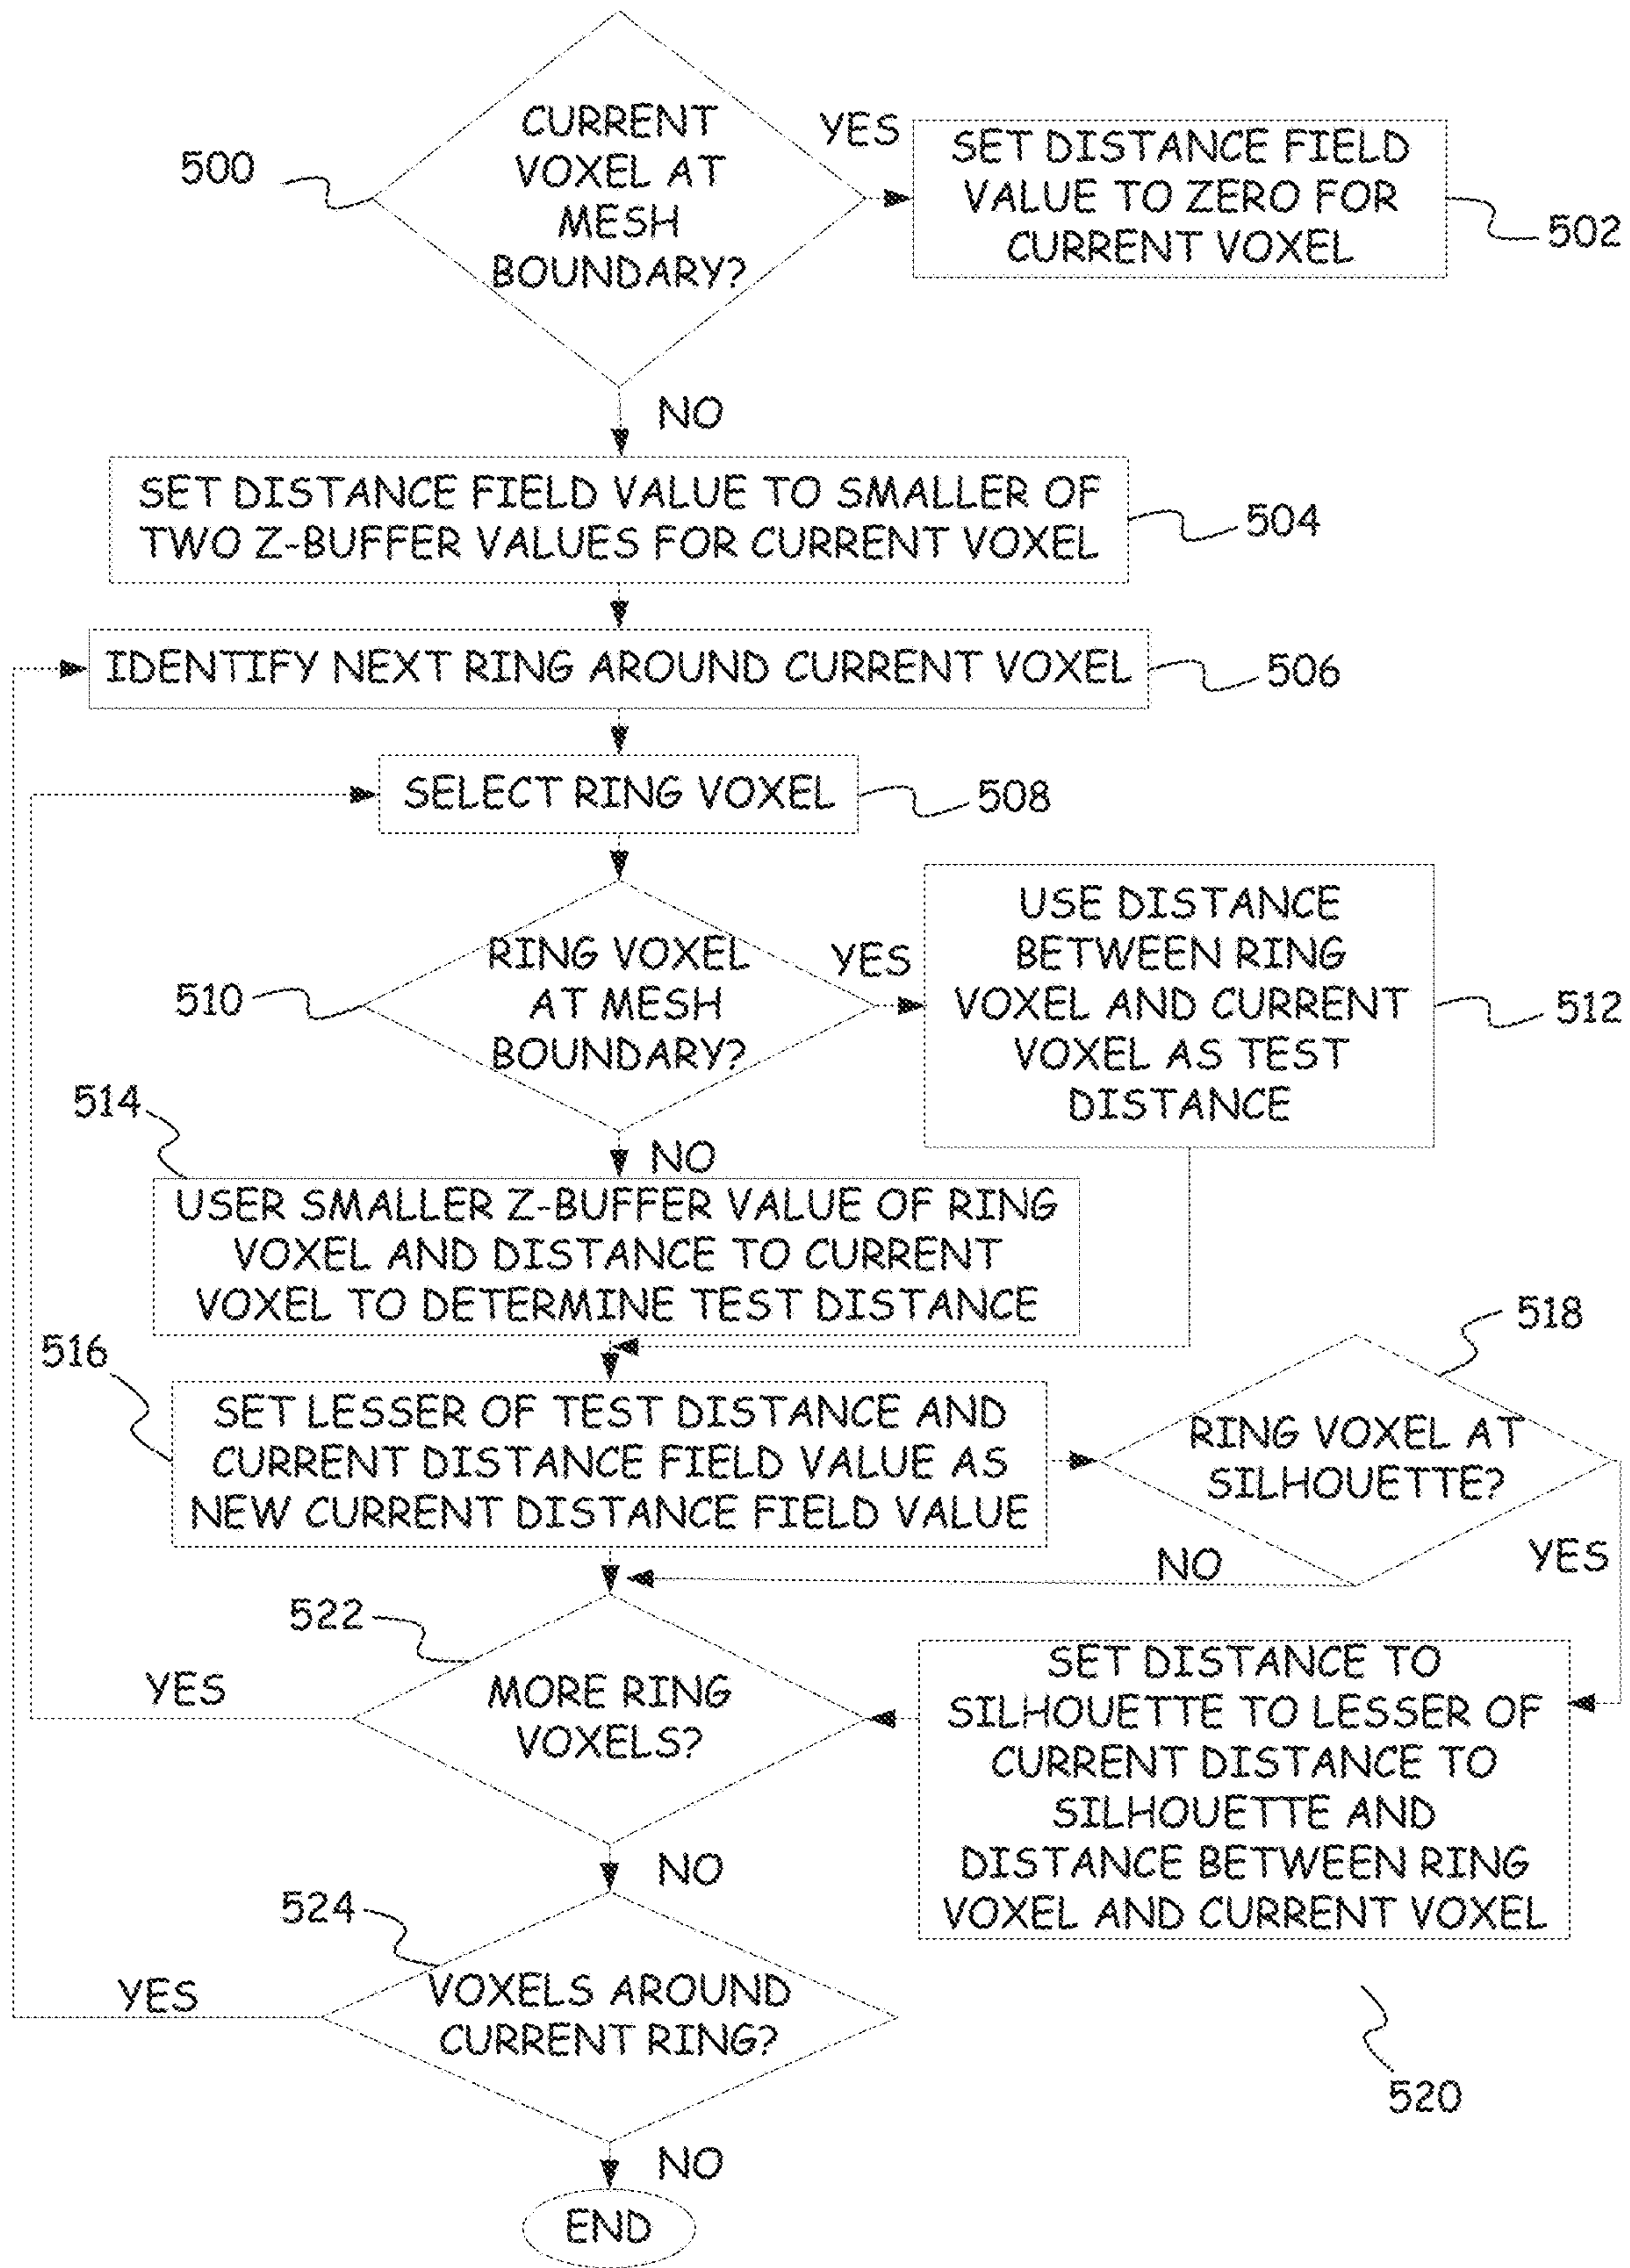 CURRENT
VOXEL AT
MESH
BOUNDARY?
500
YES
SET DISTANCE FIELD
VALUE TO ZERO FOR
CURRENT VOXEL
502
NO
SET DISTANCE FIELD VALUE TO SMALLER OF
TWO Z-BUFFER VALUES FOR CURRENT VOXEL
504
IDENTIFY NEXT RING AROUND CURRENT VOXEL
506
SELECT RING VOXEL
508
RING VOXEL
AT MESH
BOUNDARY?
510
YES
USE DISTANCE
BETWEEN RING
VOXEL AND CURRENT
VOXEL AS TEST
DISTANCE
512
NO
514
USER SMALLER Z-BUFFER VALUE OF RING
VOXEL AND DISTANCE TO CURRENT
VOXEL TO DETERMINE TEST DISTANCE
516
SET LESSER OF TEST DISTANCE AND
CURRENT DISTANCE FIELD VALUE AS
NEW CURRENT DISTANCE FIELD VALUE
518
RING VOXEL AT
SILHOUETTE?
NO
YES
522
MORE RING
VOXELS?
YES
SET DISTANCE TO
SILHOUETTE TO LESSER OF
CURRENT DISTANCE TO
SILHOUETTE AND
DISTANCE BETWEEN RING
VOXEL AND CURRENT VOXEL
520
NO
524
VOXELS AROUND
CURRENT RING?
YES
NO
END